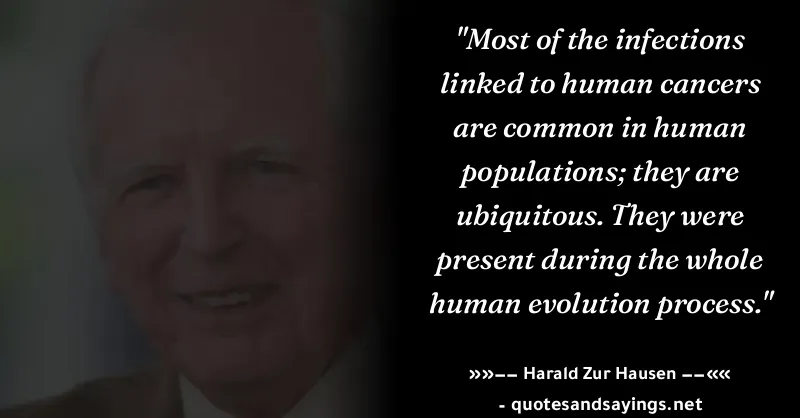 "Most of the infections
linked to human cancers
are common in human
populations; they are
ubiquitous. They were
present during the whole
human evolution process."
»»–– Harald Zur Hausen ––««
- quotesandsayings.net